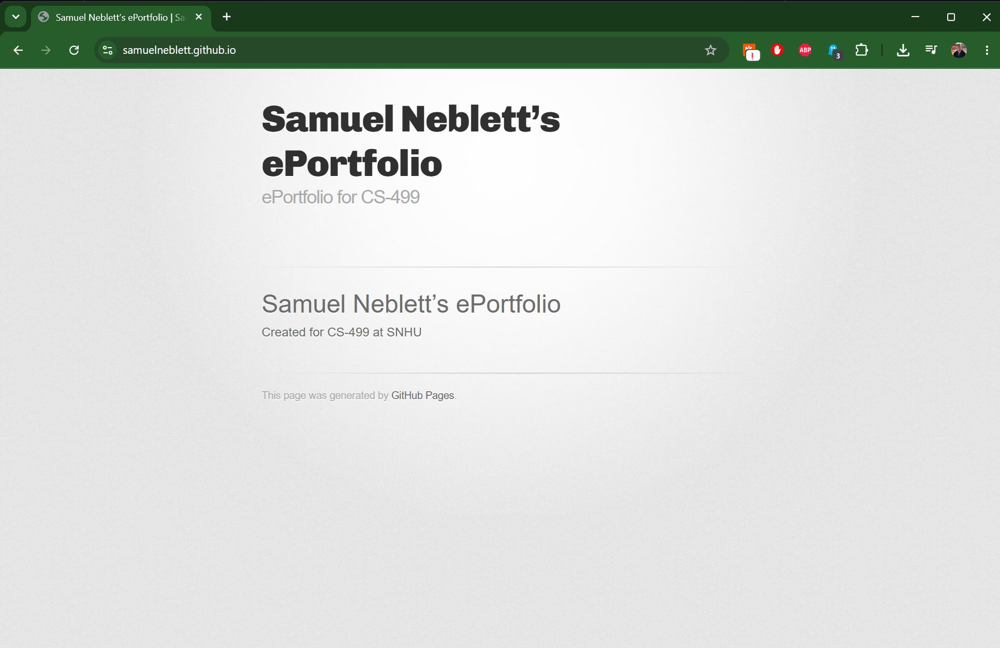 Samuel Neblett’s ePortfolio | Sa
samuelneblett.github.io
!
ABP
3
Samuel Neblett’s
ePortfolio
ePortfolio for CS-499
Samuel Neblett’s ePortfolio
Created for CS-499 at SNHU
This page was generated by GitHub Pages.